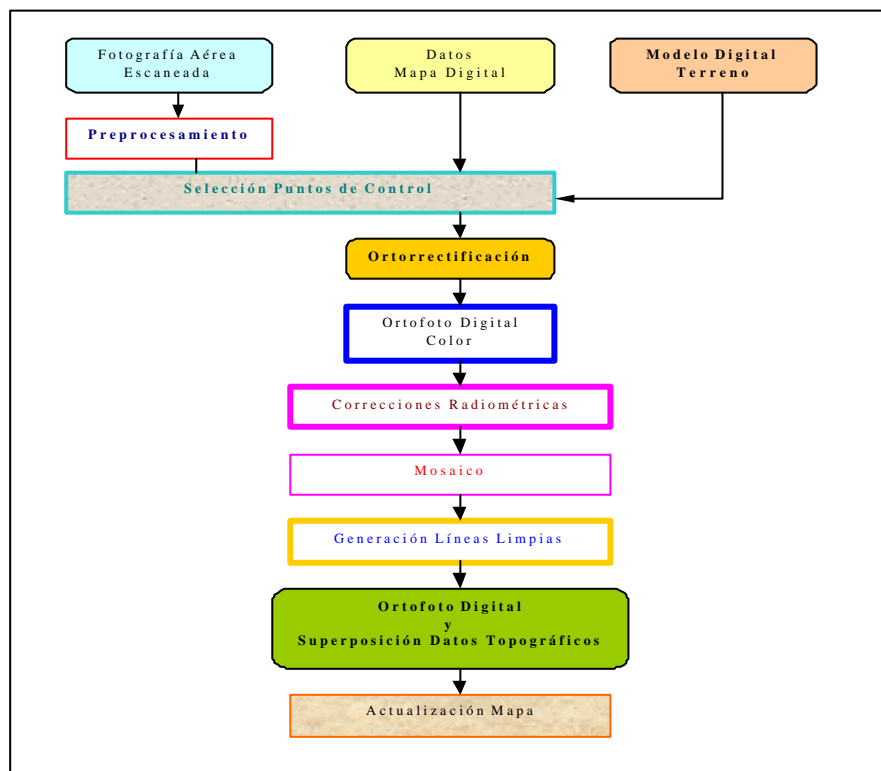 Fotografía Aérea
Escaneada
Datos
Mapa Digital
Modelo Digital
Terreno
Preprocesamiento
Selección Puntos de Control
Ortorrectificación
Ortofoto Digital
Color
Correcciones Radiométricas
Mosaico
Generación Líneas Limpias
Ortofoto Digital
y
Superposición Datos Topográficos
Actualización Mapa